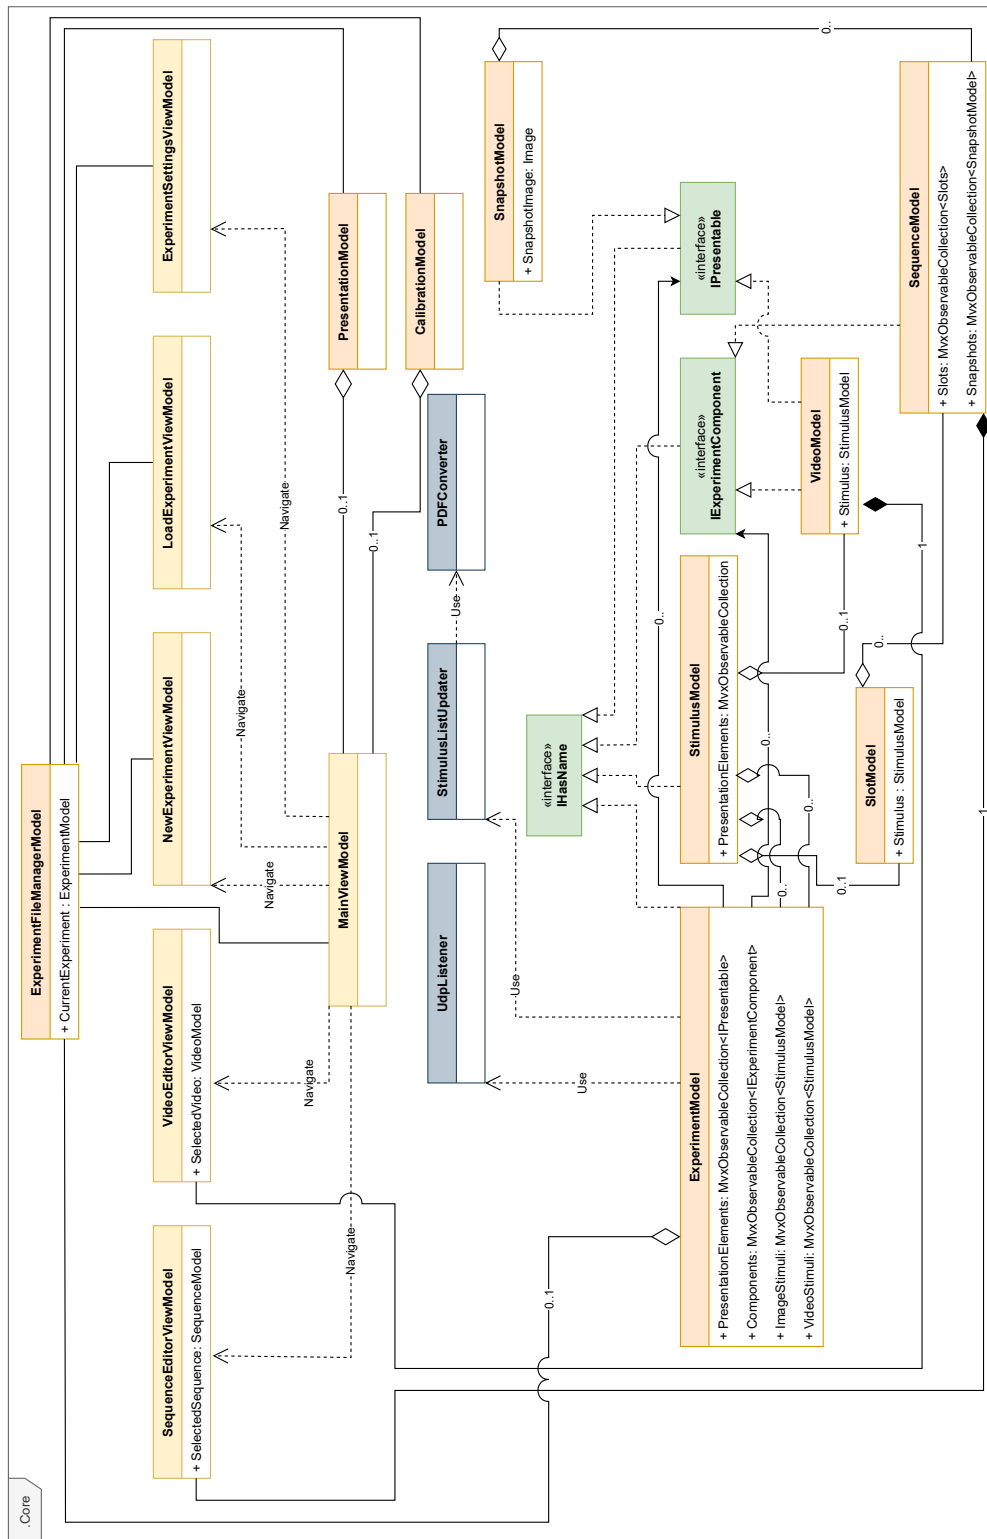 .Core
SequenceEditorViewModel
+ SelectedSequence: SequenceModel
VideoEditorViewModel
+ SelectedVideo: VideoModel
ExperimentFileManagerModel
+ CurrentExperiment : ExperimentModel
NewExperimentViewModel
LoadExperimentViewModel
ExperimentSettingsViewModel
Navigate
Navigate
Navigate
Navigate
Navigate
MainViewModel
PresentationModel
0..1
CalibrationModel
0..1
UdpListener
StimulusListUpdater
Use
PDFConverter
Use
Use
SnapshotModel
+ SnapshotImage: Image
0..
0..1
«interface»
IHasName
ExperimentModel
+ PresentationElements: MvxObservableCollection<IPresentable>
+ Components: MvxObservableCollection<IExperimentComponent>
+ ImageStimuli: MvxObservableCollection<StimulusModel>
+ VideoStimuli: MvxObservableCollection<StimulusModel>
StimulusModel
+ PresentationElements: MvxObservableCollection
«interface»
IExperimentComponent
«interface»
IPresentable
0..
0..
0..
0..
0..1
0..1
VideoModel
+ Stimulus: StimulusModel
SlotModel
+ Stimulus : StimulusModel
0..
1
SequenceModel
+ Slots: MvxObservableCollection<Slots>
+ Snapshots: MvxObservableCollection<SnapshotModel>
1